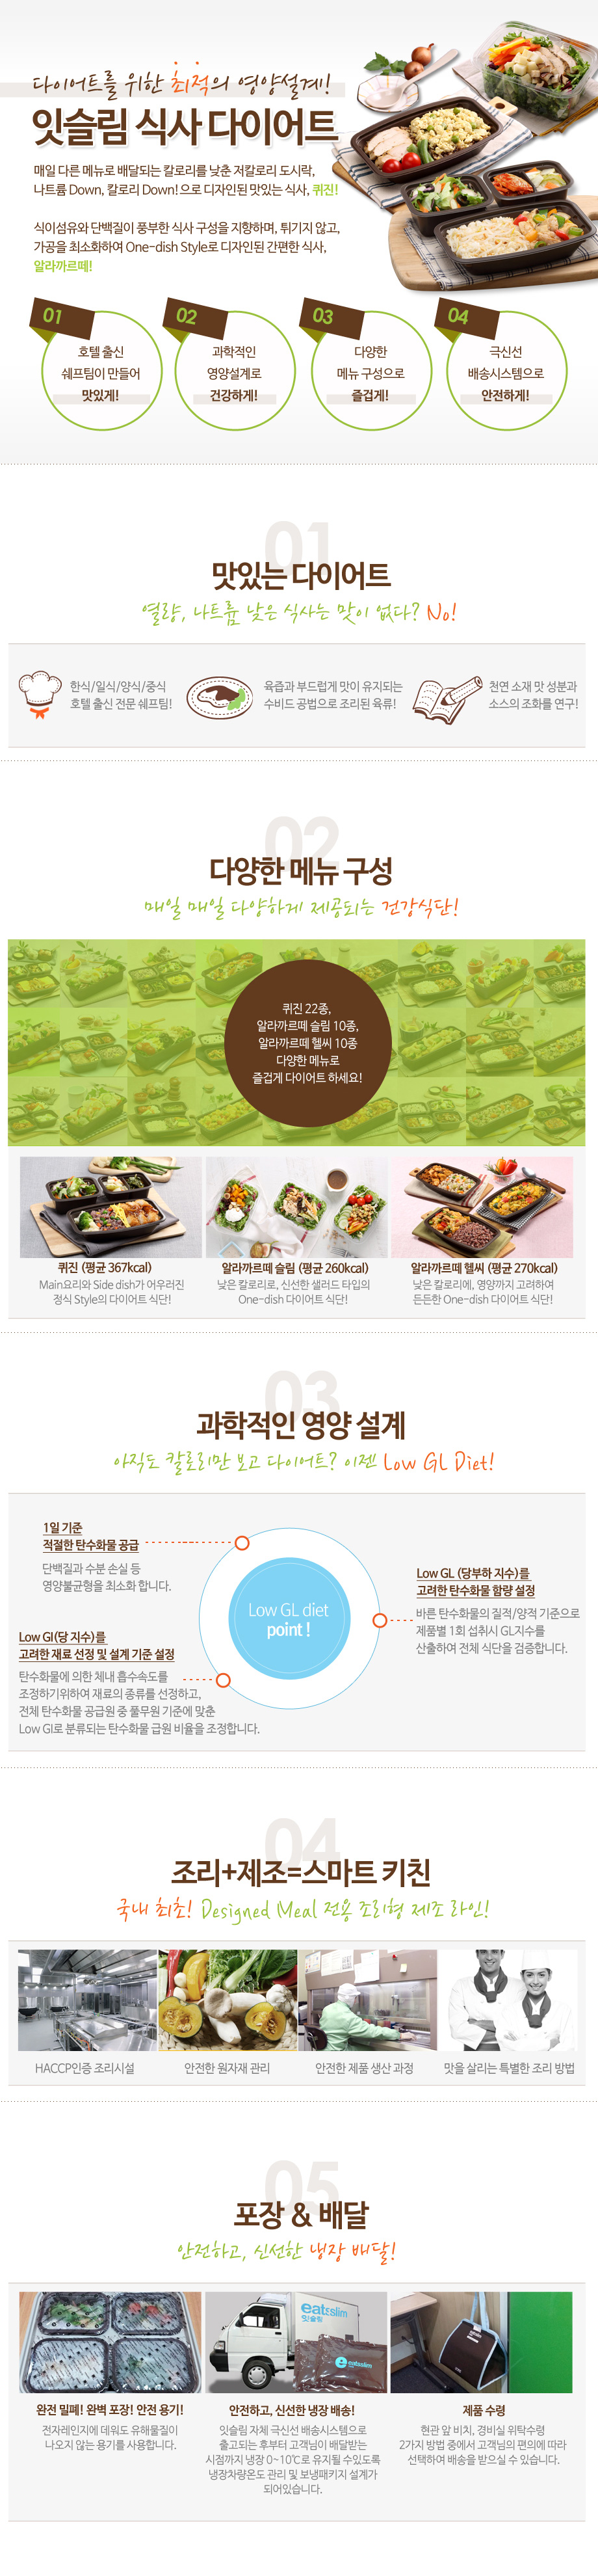 다이어트를 위한 최적의 영양설계!
잇슬림 식사 다이어트
매일 다른 메뉴로 배달되는 칼로리를 낮춘 저칼로리 도시락,
나트륨 Down, 칼로리 Down! 으로 디자인된 맛있는 식사, 퀴진!
식이섬유와 단백질이 풍부한 식사 구성을 지향하며, 튀기지 않고,
가공을 최소화하여 One-dish Style로 디자인된 간편한 식사,
알라까르떼!
01
호텔 출신
쉐프팀이 만들어
맛있게!
02
과학적인
영양설계로
건강하게!
03
다양한
메뉴 구성으로
즐겁게!
04
극신선
배송시스템으로
안전하게!
01
맛있는 다이어트
열량, 나트륨 낮은 식사는 맛이 없다? No!
한식/일식/양식/중식
호텔 출신 전문 쉐프팀!
육즙과 부드럽게 맛이 유지되는
수비드 공법으로 조리된 육류!
천연 소재 맛 성분과
소스의 조화를 연구!
02
다양한 메뉴 구성
매일 매일 다양하게 제공되는 건강식단!
퀴진 22종,
알라까르떼 슬림 10종,
알라까르떼 헬씨 10종
다양한 메뉴로
즐겁게 다이어트 하세요!
퀴진 (평균 367kcal)
Main요리와 Side dish가 어우러진
정식 Style의 다이어트 식단!
알라까르떼 슬림 (평균 260kcal)
낮은 칼로리로, 신선한 샐러드 타입의
One-dish 다이어트 식단!
알라까르떼 헬씨 (평균 270kcal)
낮은 칼로리에, 영양까지 고려하여
든든한 One-dish 다이어트 식단!
03
과학적인 영양 설계
아직도 칼로리만 보고 다이어트? 이젠 Low GL Diet!
1일 기준
적절한 탄수화물 공급
단백질과 수분 손실 등
영양불균형을 최소화 합니다.
Low GL (당부하 지수)를
고려한 탄수화물 함량 설정
바른 탄수화물의 질적/양적 기준으로
제품별 1회 섭취시 GL지수를
산출하여 전체 식단을 검증합니다.
Low GL diet
point !
Low GI(당 지수)를
고려한 재료 선정 및 설계 기준 설정
탄수화물에 의한 체내 흡수속도를
조정하기위하여 재료의 종류를 선정하고,
전체 탄수화물 공급원 중 풀무원 기준에 맞춘
Low GI로 분류되는 탄수화물 급원 비율을 조정합니다.
04
조리+제조=스마트 키친
국내 최초! Designed Meal 전용 조리형 제조 라인!
HACCP인증 조리시설
안전한 원자재 관리
안전한 제품 생산 과정
맛을 살리는 특별한 조리 방법
05
포장 & 배달
안전하고, 신선한 냉장 배달!
eatsslim
잇슬림
eatsslim
완전 밀폐! 완벽 포장! 안전 용기!
전자레인지에 데워도 유해물질이
나오지 않는 용기를 사용합니다.
안전하고, 신선한 냉장 배송!
잇슬림 자체 극신선 배송시스템으로
출고되는 후부터 고객님이 배달받는
시점까지 냉장 0~10℃로 유지될 수있도록
냉장차량온도 관리 및 보냉패키지 설계가
되어있습니다.
제품 수령
현관 앞 비치, 경비실 위탁수령
2가지 방법 중에서 고객님의 편의에 따라
선택하여 배송을 받으실 수 있습니다.